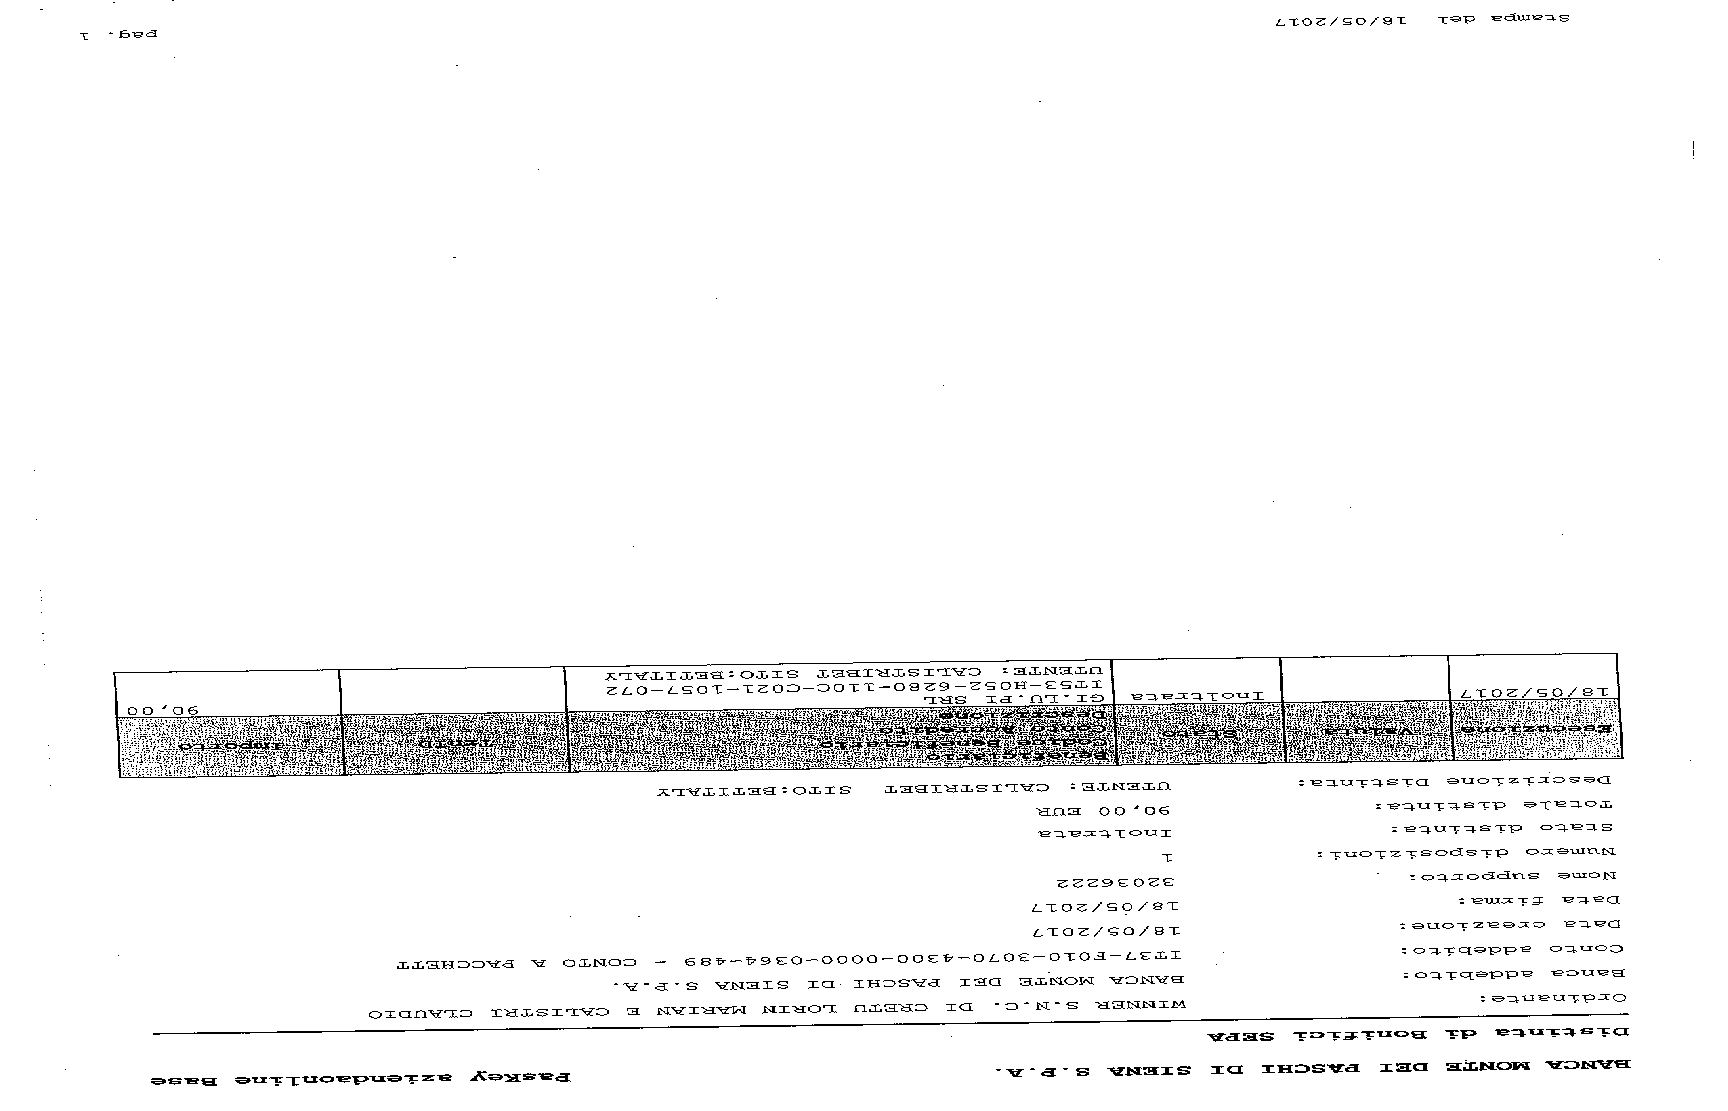 BANCA MONTE DEI PASCHI DI SIENA S.P.A. PasKey aziendaonline Base
Distinta di Bonifici SEPA
Ordinante: WINNER S.N.C. DI CRETU LORIN MARIAN E CALISTRI CLAUDIO
Banca addebito: BANCA MONTE DEI PASCHI DI SIENA S.P.A.
Conto addebito: IT37-F010-3070-4300-0000-0364-489 - CONTO A PACCHETT
Data creazione: 18/05/2017
Data firma: 18/05/2017
Nome supporto: 32036222
Numero disposizioni: 1
Stato distinta: Inoltrata
Totale distinta: 90,00 EUR
Descrizione Distinta: UTENTE: CALISTRIBET SITO:BETITALY
Esecuzione Valuta Stato Beneficiario Importo
Descrizione
18/05/2017 Inoltrata GI.LU.PI SRL 90,00
IT53-H052-6280-110C-C021-1057-072
UTENTE: CALISTRIBET SITO:BETITALY
Stampa del 18/05/2017 pag. 1